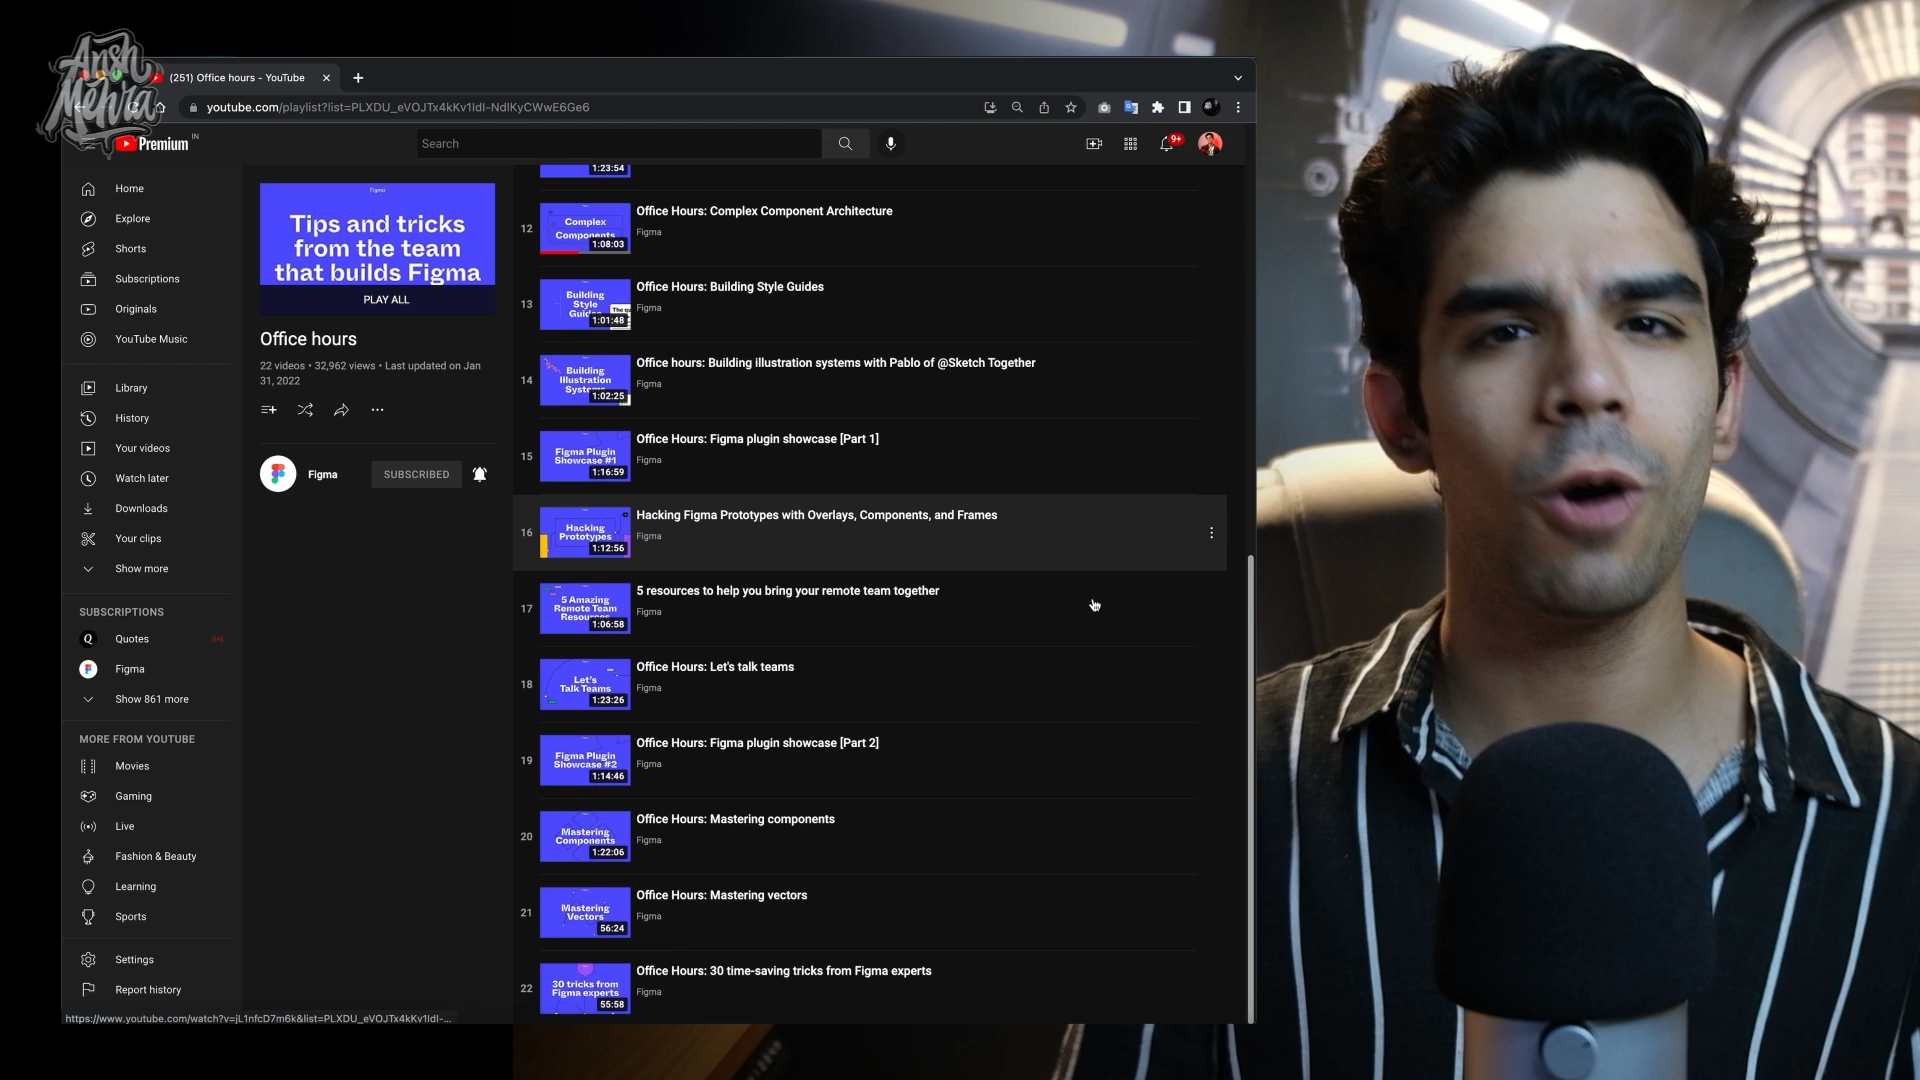 Ansh
Mehra
(251) Office hours - YouTube
youtube.com/playlist?list=PLXDU_eVOJTx4kKv1IdI-NdIKyCWwE6Ge6
Premium IN
Search
9+
Home
Explore
Shorts
Subscriptions
Originals
YouTube Music
Library
History
Your videos
Watch later
Downloads
Your clips
Show more
SUBSCRIPTIONS
Quotes
Figma
Show 861 more
MORE FROM YOUTUBE
Movies
Gaming
Live
Fashion & Beauty
Learning
Sports
Settings
Report history
https://www.youtube.com/watch?v=jL1nfcD7m6k&list=PLXDU_eVOJTx4kKv1IdI-...
Figma
Tips and tricks
from the team
that builds Figma
PLAY ALL
Office hours
22 videos • 32,962 views • Last updated on Jan
31, 2022
Figma
SUBSCRIBED
1:23:54
12
Complex
Components
1:08:03
Office Hours: Complex Component Architecture
Figma
13
Building
Style
Guides
1:01:48
Office Hours: Building Style Guides
Figma
14
Building
Illustration
Systems
1:02:25
Office hours: Building illustration systems with Pablo of @Sketch Together
Figma
15
Figma Plugin
Showcase #1
1:16:59
Office Hours: Figma plugin showcase [Part 1]
Figma
16
Hacking
Prototypes
1:12:56
Hacking Figma Prototypes with Overlays, Components, and Frames
Figma
17
5 Amazing
Remote Team
Resources
1:06:58
5 resources to help you bring your remote team together
Figma
18
Let's
Talk Teams
1:23:26
Office Hours: Let's talk teams
Figma
19
Figma Plugin
Showcase #2
1:14:46
Office Hours: Figma plugin showcase [Part 2]
Figma
20
Mastering
Components
1:22:06
Office Hours: Mastering components
Figma
21
Mastering
Vectors
56:24
Office Hours: Mastering vectors
Figma
22
30 tricks from
Figma experts
55:58
Office Hours: 30 time-saving tricks from Figma experts
Figma